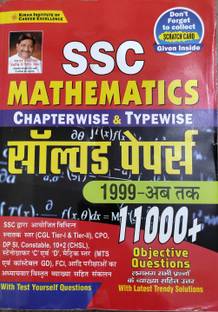 KIRAN INSTITUTE OF
CAREER EXCELLENCE
Don't
Forget
to collect
SCRATCH CARD
Given Inside
SSC
MATHEMATICS
CHAPTERWISE & TYPEWISE
सॉल्वड पेपर्स
1999-अब तक
11000+
Objective
Questions
SSC द्वारा आयोजित विभिन्न
स्नातक स्तर (CGL Tier-I & Tier-II), CPO,
DP SI, Constable, 10+2 (CHSL),
स्टेनोग्राफर 'C' व 'D', मैट्रिक स्तर (MTS
एवं कांस्टेबल GD), FCI, आदि परीक्षाओं का
अध्यायवार विस्तृत व्याख्या सहित संकलन
लगभग सभी प्रश्नों
के व्याख्या सहित उत्तर
With Test Yourself Questions
With Latest Trendy Solutions